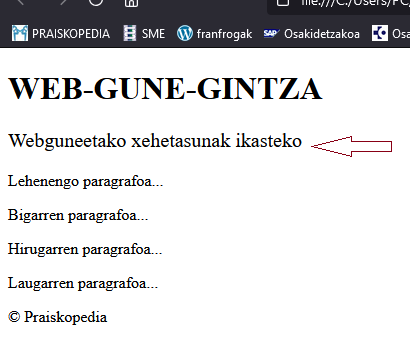 file:///C:/Users/PC/
PRAISKOPEDIA SME franfrogak SAP Osakidetzakoa Osa
WEB-GUNE-GINTZA
Webguneetako xehetasunak ikasteko
Lehenengo paragrafoa...
Bigarren paragrafoa...
Hirugarren paragrafoa...
Laugarren paragrafoa...
© Praiskopedia